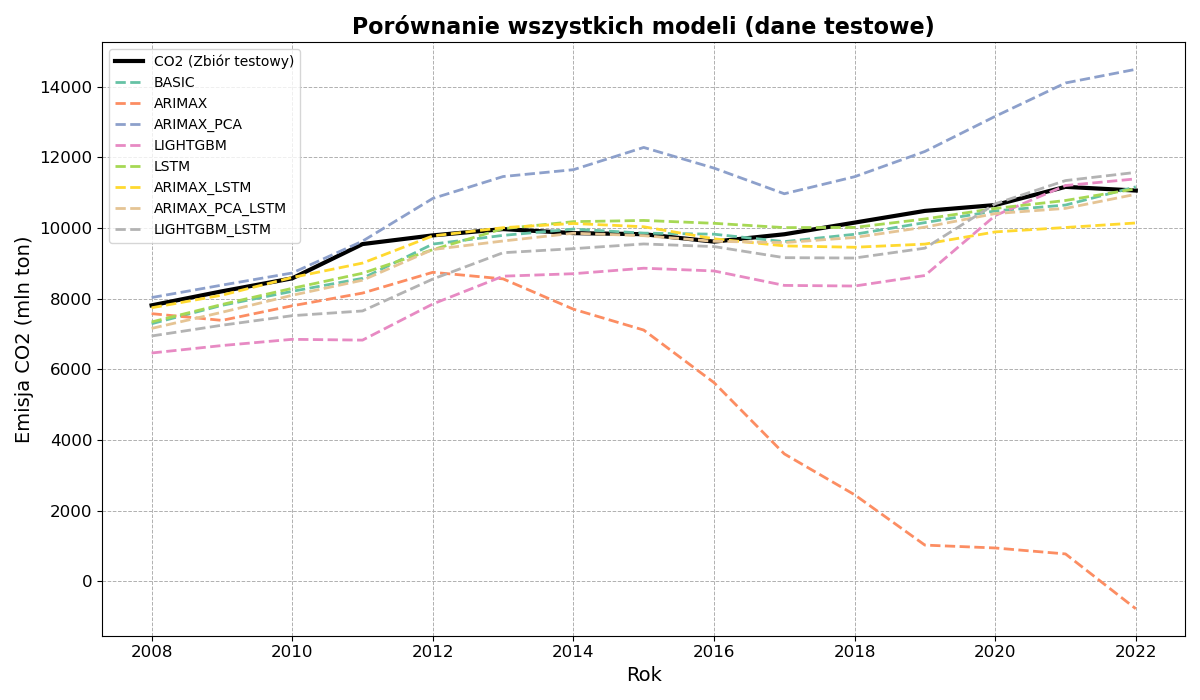 Porównanie wszystkich modeli (dane testowe)
CO2 (Zbiór testowy)
BASIC
ARIMAX
ARIMAX_PCA
LIGHTGBM
LSTM
ARIMAX_LSTM
ARIMAX_PCA_LSTM
LIGHTGBM_LSTM
Emisja CO2 (mln ton)
14000
12000
10000
8000
6000
4000
2000
0
2008 2010 2012 2014 2016 2018 2020 2022
Rok